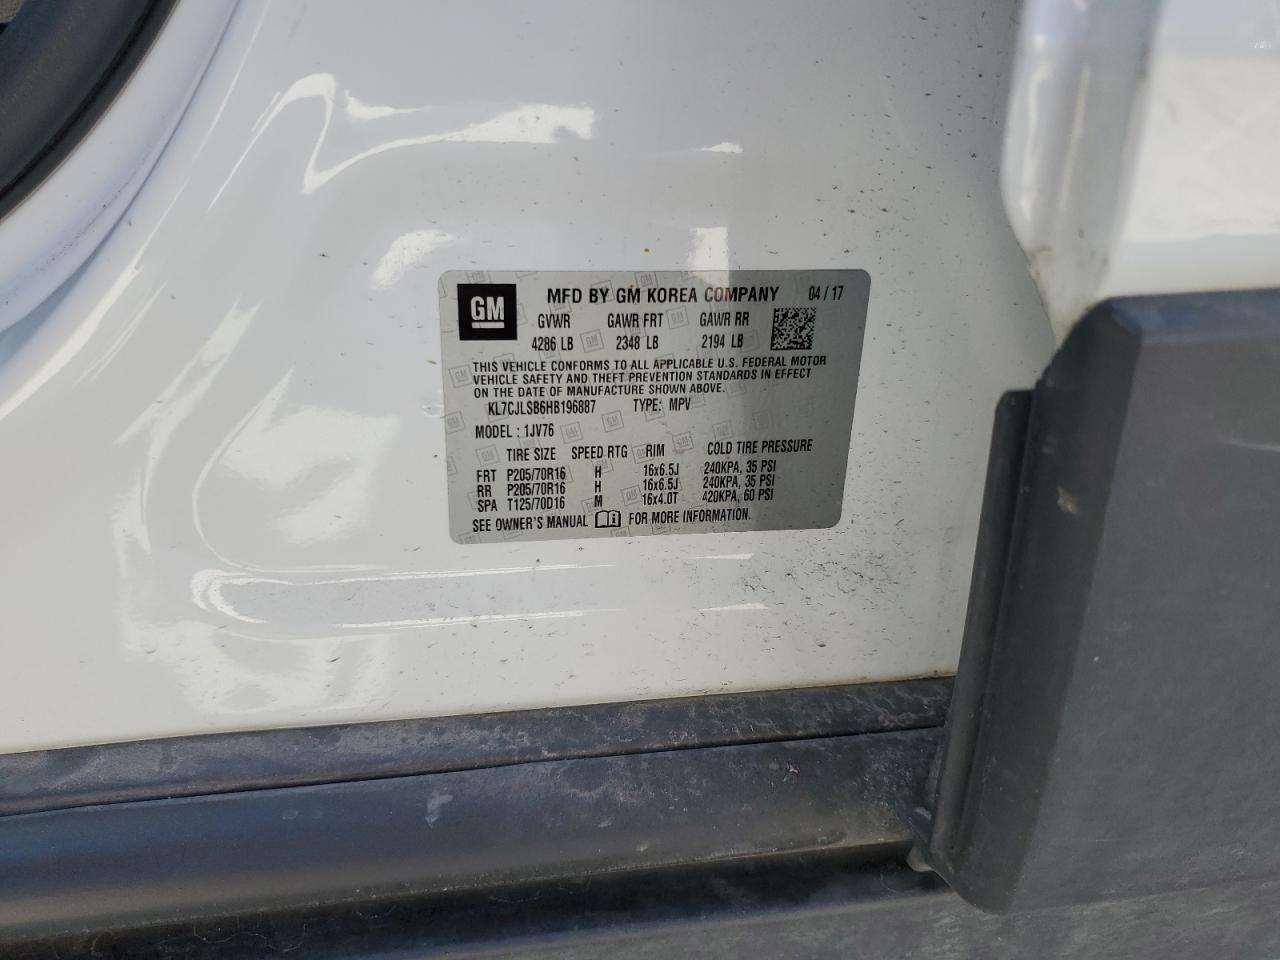 GM MFD BY GM KOREA COMPANY 04 / 17
GVWR GAWR FRT GAWR RR
4286 LB 2348 LB 2194 LB
THIS VEHICLE CONFORMS TO ALL APPLICABLE U.S. FEDERAL MOTOR
VEHICLE SAFETY AND THEFT PREVENTION STANDARDS IN EFFECT
ON THE DATE OF MANUFACTURE SHOWN ABOVE.
KL7CJLSB6HB196887 TYPE: MPV
MODEL : 1JV76
TIRE SIZE SPEED RTG RIM COLD TIRE PRESSURE
FRT P205/70R16 H 16x6.5J 240KPA, 35 PSI
RR P205/70R16 H 16x6.5J 240KPA, 35 PSI
SPA T125/70D16 M 16x4.0T 420KPA, 60 PSI
SEE OWNER'S MANUAL i FOR MORE INFORMATION.